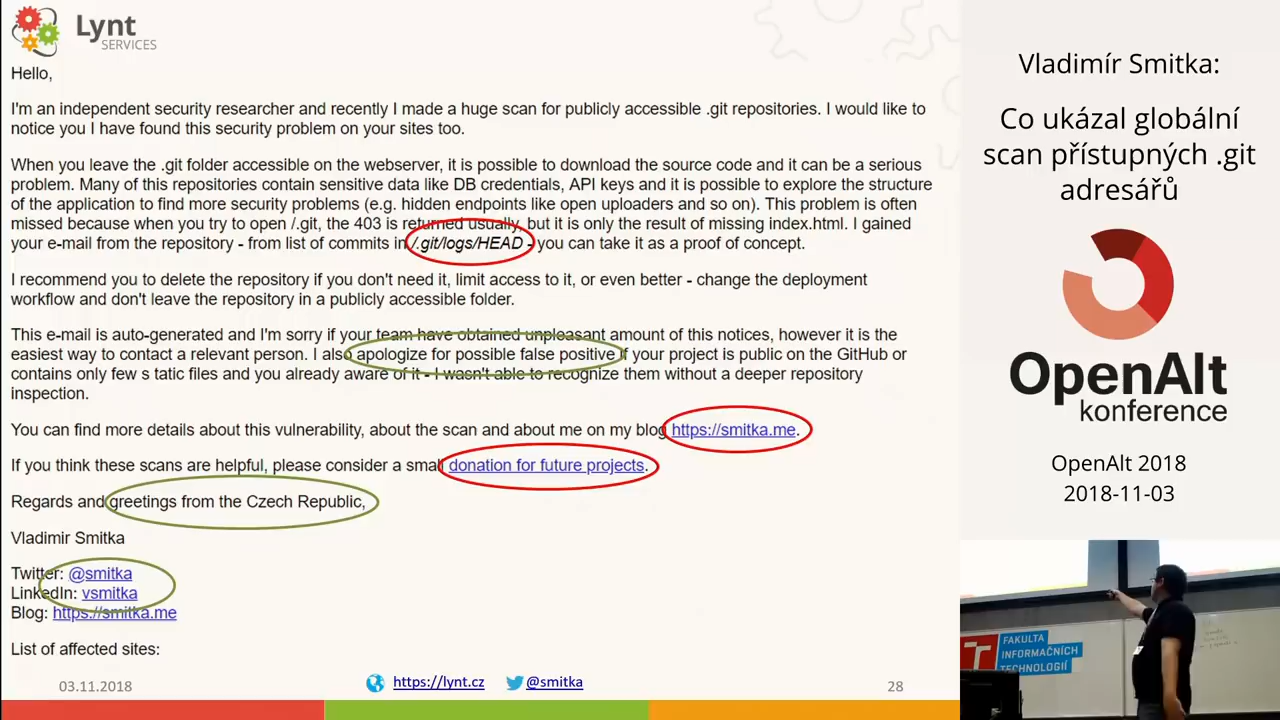 Lynt
SERVICES
Hello,
I'm an independent security researcher and recently I made a huge scan for publicly accessible .git repositories. I would like to
notice you I have found this security problem on your sites too.
When you leave the .git folder accessible on the webserver, it is possible to download the source code and it can be a serious
problem. Many of this repositories contain sensitive data like DB credentials, API keys and it is possible to explore the structure
of the application to find more security problems (e.g. hidden endpoints like open uploaders and so on). This problem is often
missed because when you try to open /.git, the 403 is returned usually, but it is only the result of missing index.html. I gained
your e-mail from the repository - from list of commits in /.git/logs/HEAD - you can take it as a proof of concept.
I recommend you to delete the repository if you don't need it, limit access to it, or even better - change the deployment
workflow and don't leave the repository in a publicly accessible folder.
This e-mail is auto-generated and I'm sorry if your team have obtained unpleasant amount of this notices, however it is the
easiest way to contact a relevant person. I also apologize for possible false positive if your project is public on the GitHub or
contains only few s tatic files and you already aware of it - I wasn't able to recognize them without a deeper repository
inspection.
You can find more details about this vulnerability, about the scan and about me on my blog https://smitka.me.
If you think these scans are helpful, please consider a small donation for future projects.
Regards and greetings from the Czech Republic,
Vladimir Smitka
Twitter: @smitka
LinkedIn: vsmitka
Blog: https://smitka.me
List of affected sites:
03.11.2018
https://lynt.cz
@smitka
28
Vladimír Smitka:
Co ukázal globální
scan přístupných .git
adresářů
OpenAlt
konference
OpenAlt 2018
2018-11-03
FAKULTA
INFORMAČNÍCH
TECHNOLOGIÍ